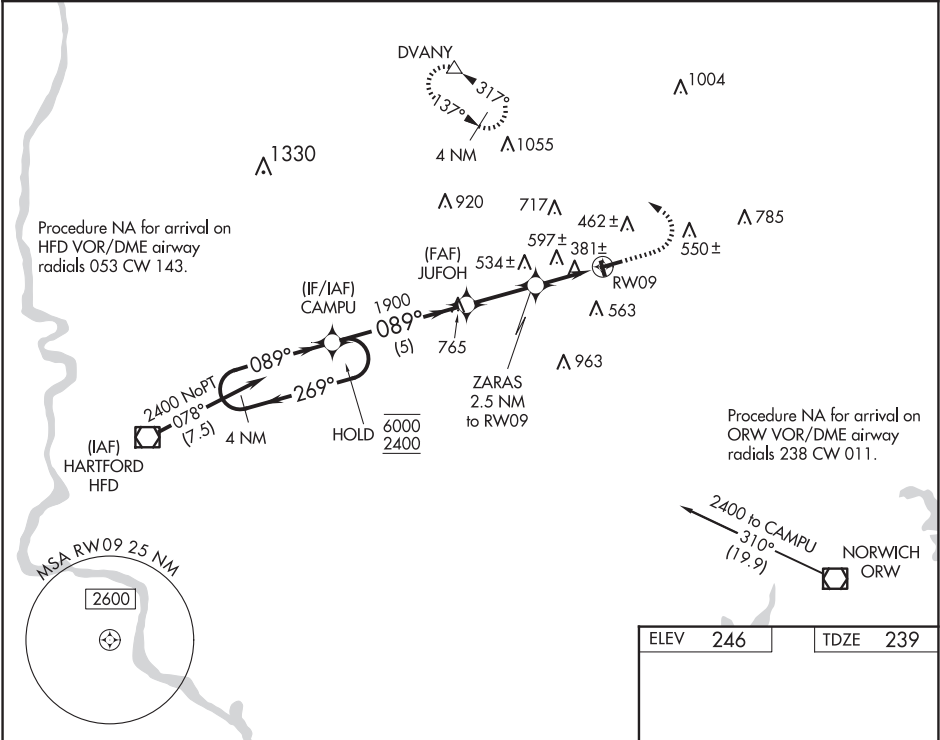 DVANY
317°
137°
4 NM
1004
1055
1330
920
717
462±
785
550±
597±
381±
534±
Procedure NA for arrival on
HFD VOR/DME airway
radials 053 CW 143.
(FAF)
JUFOH
RW09
563
(IF/IAF)
CAMPU
1900
089°
(5)
765
089°
269°
963
ZARAS
2.5 NM
to RW09
2400 NoPT
078°
(7.5)
4 NM
HOLD
6000
2400
(IAF)
HARTFORD
HFD
Procedure NA for arrival on
ORW VOR/DME airway
radials 238 CW 011.
2400 to CAMPU
310°
(19.9)
NORWICH
ORW
MSA RW09 25 NM
2600
ELEV 246
TDZE 239